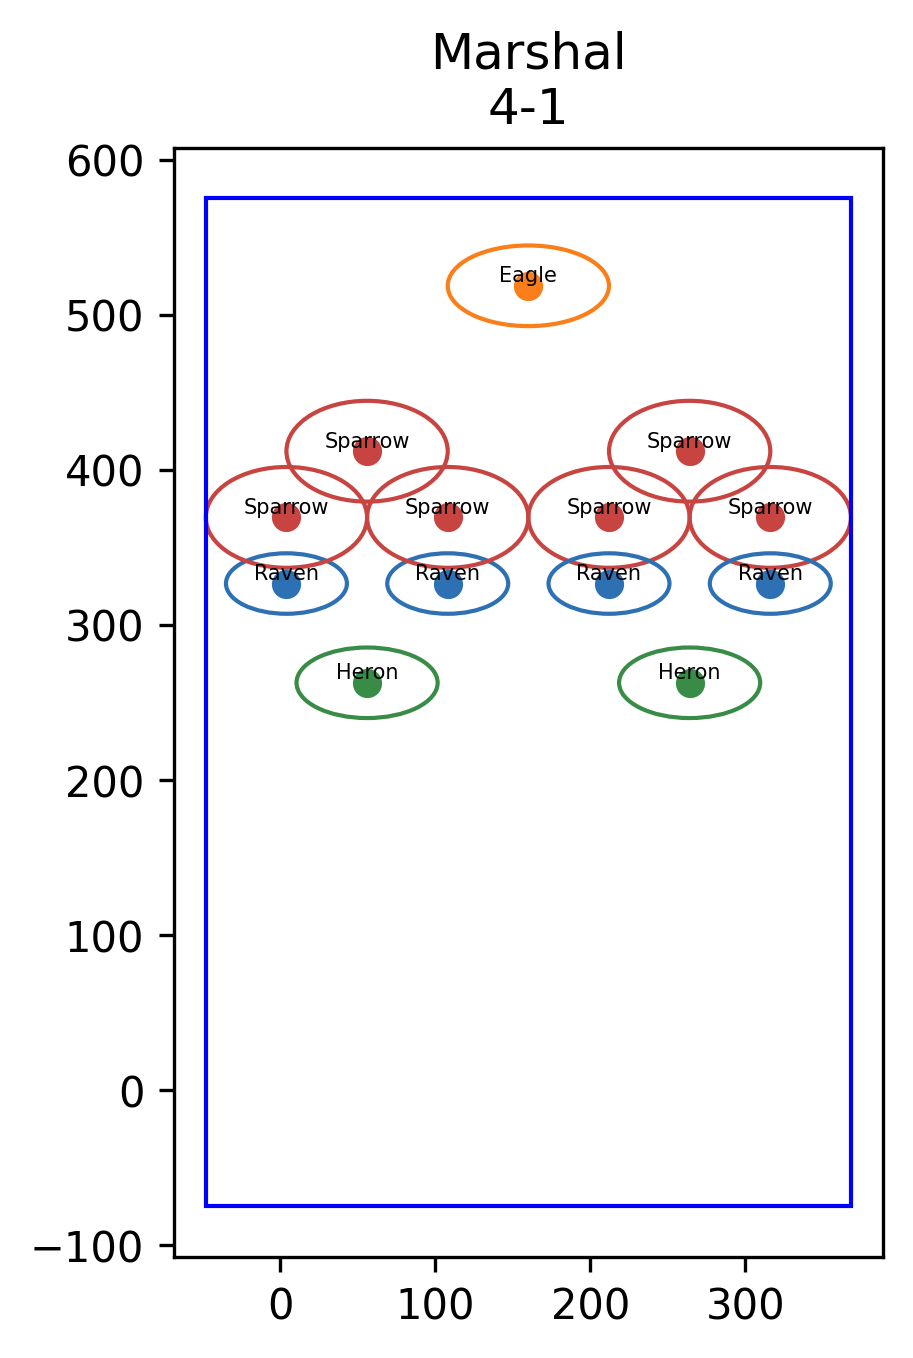 Marshal
4-1
600
Eagle
500
Sparrow Sparrow
400
Sparrow Sparrow Sparrow Sparrow
Raven Raven Raven Raven
300
Heron Heron
200
100
0
−100
0 100 200 300